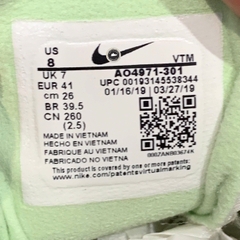 US
8
VTM
UK 7
AO4971-301
EUR 41
UPC 00193145538344
cm 26
01/16/19 03/27/19
BR 39.5
CN 260
(2.5)
MADE IN VIETNAM
HECHO EN VIETNAM
FABRIQUE AU VIETNAM
FABRICADO NO VIETNA
This product is covered by one or more patents:
www.nike.com/patentsvirtualmarking